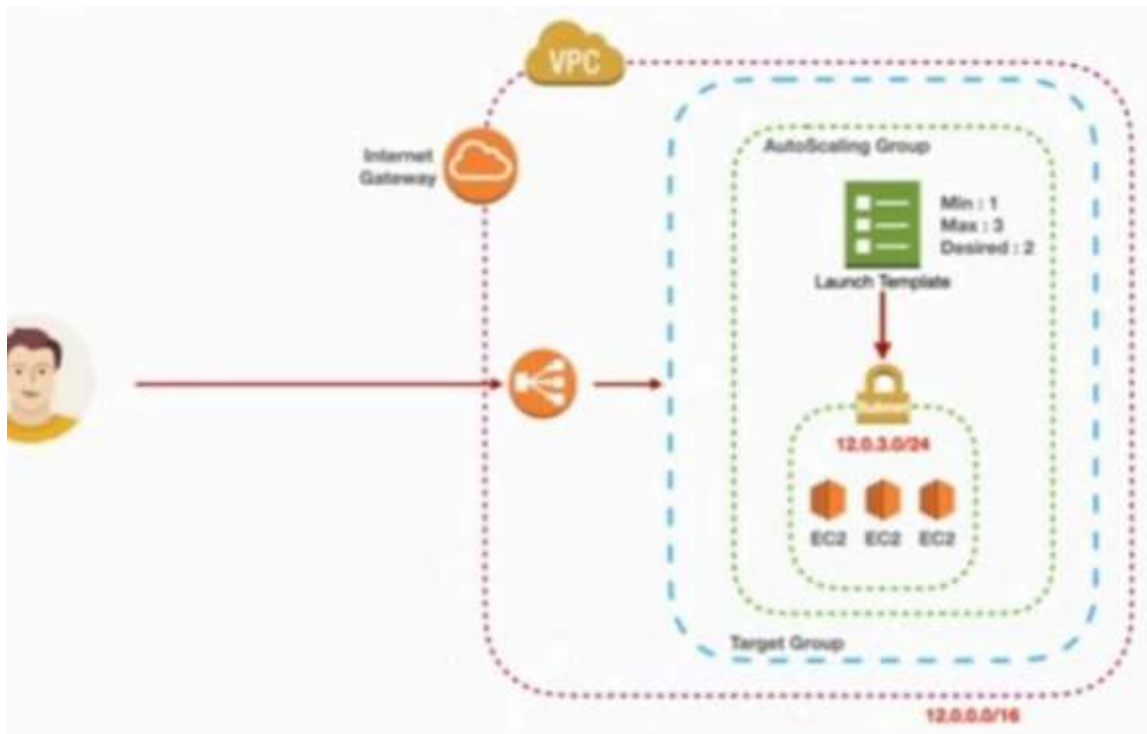 VPC
Internet
Gateway
AutoScaling Group
Min : 1
Max : 3
Desired : 2
Launch Template
12.0.3.0/24
EC2 EC2 EC2
Target Group
12.0.0.0/16